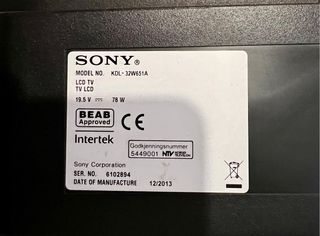 SONY®
MODEL NO. KDL-32W651A
LCD TV
TV LCD
19.5 V ⎓ 78 W
BEAB
Approved
CE
Intertek
Godkjenningsnummer
5449001 NTV
Sony Corporation
SER. NO. 6102894
DATE OF MANUFACTURE 12/2013